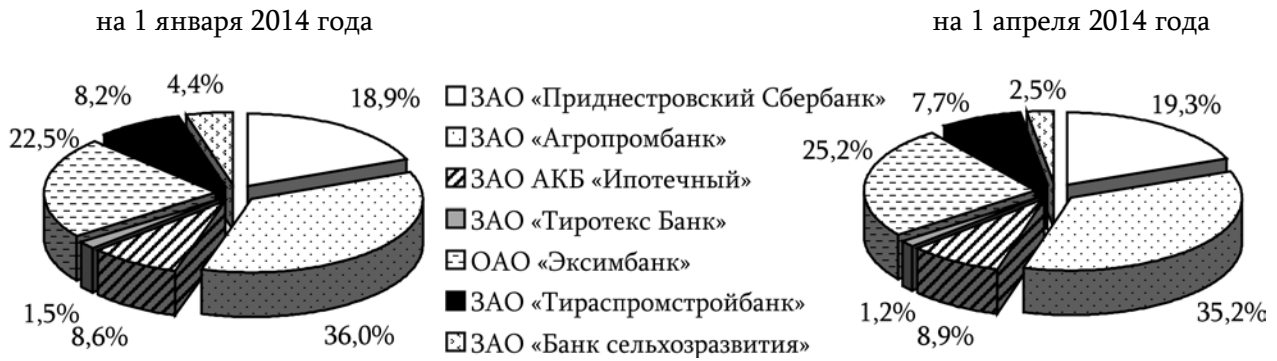 на 1 января 2014 года
на 1 апреля 2014 года
4,4%
8,2%
18,9%
22,5%
1,5%
8,6%
36,0%
ЗАО «Приднестровский Сбербанк»
ЗАО «Агропромбанк»
ЗАО АКБ «Ипотечный»
ЗАО «Тиротекс Банк»
ОАО «Эксимбанк»
ЗАО «Тираспромстройбанк»
ЗАО «Банк сельхозразвития»
2,5%
7,7%
19,3%
25,2%
1,2%
8,9%
35,2%